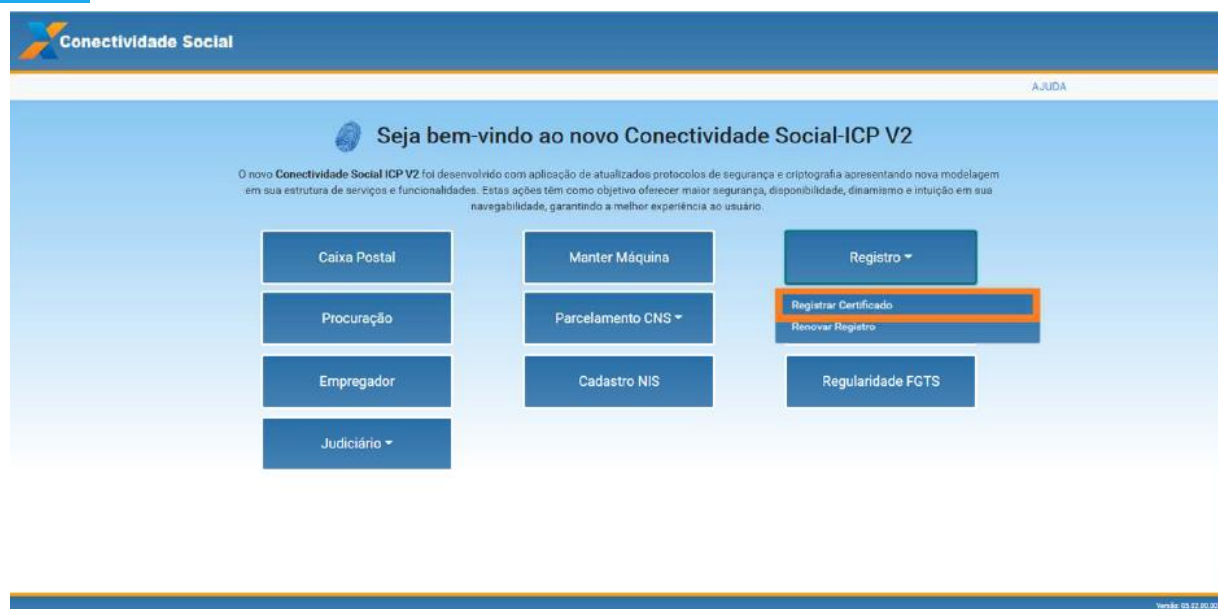 Conectividade Social
AJUDA
Seja bem-vindo ao novo Conectividade Social-ICP V2
O novo Conectividade Social ICP V2 foi desenvolvido com aplicação de atualizados protocolos de segurança e criptografia apresentando nova modelagem
em sua estrutura de serviços e funcionalidades. Estas ações têm como objetivo oferecer maior segurança, disponibilidade, dinamismo e intuição em sua
navegabilidade, garantindo a melhor experiência ao usuário.
Caixa Postal
Manter Máquina
Registro
Registrar Certificado
Renovar Registro
Procuração
Parcelamento CNS
Empregador
Cadastro NIS
Regularidade FGTS
Judiciário
Versão: